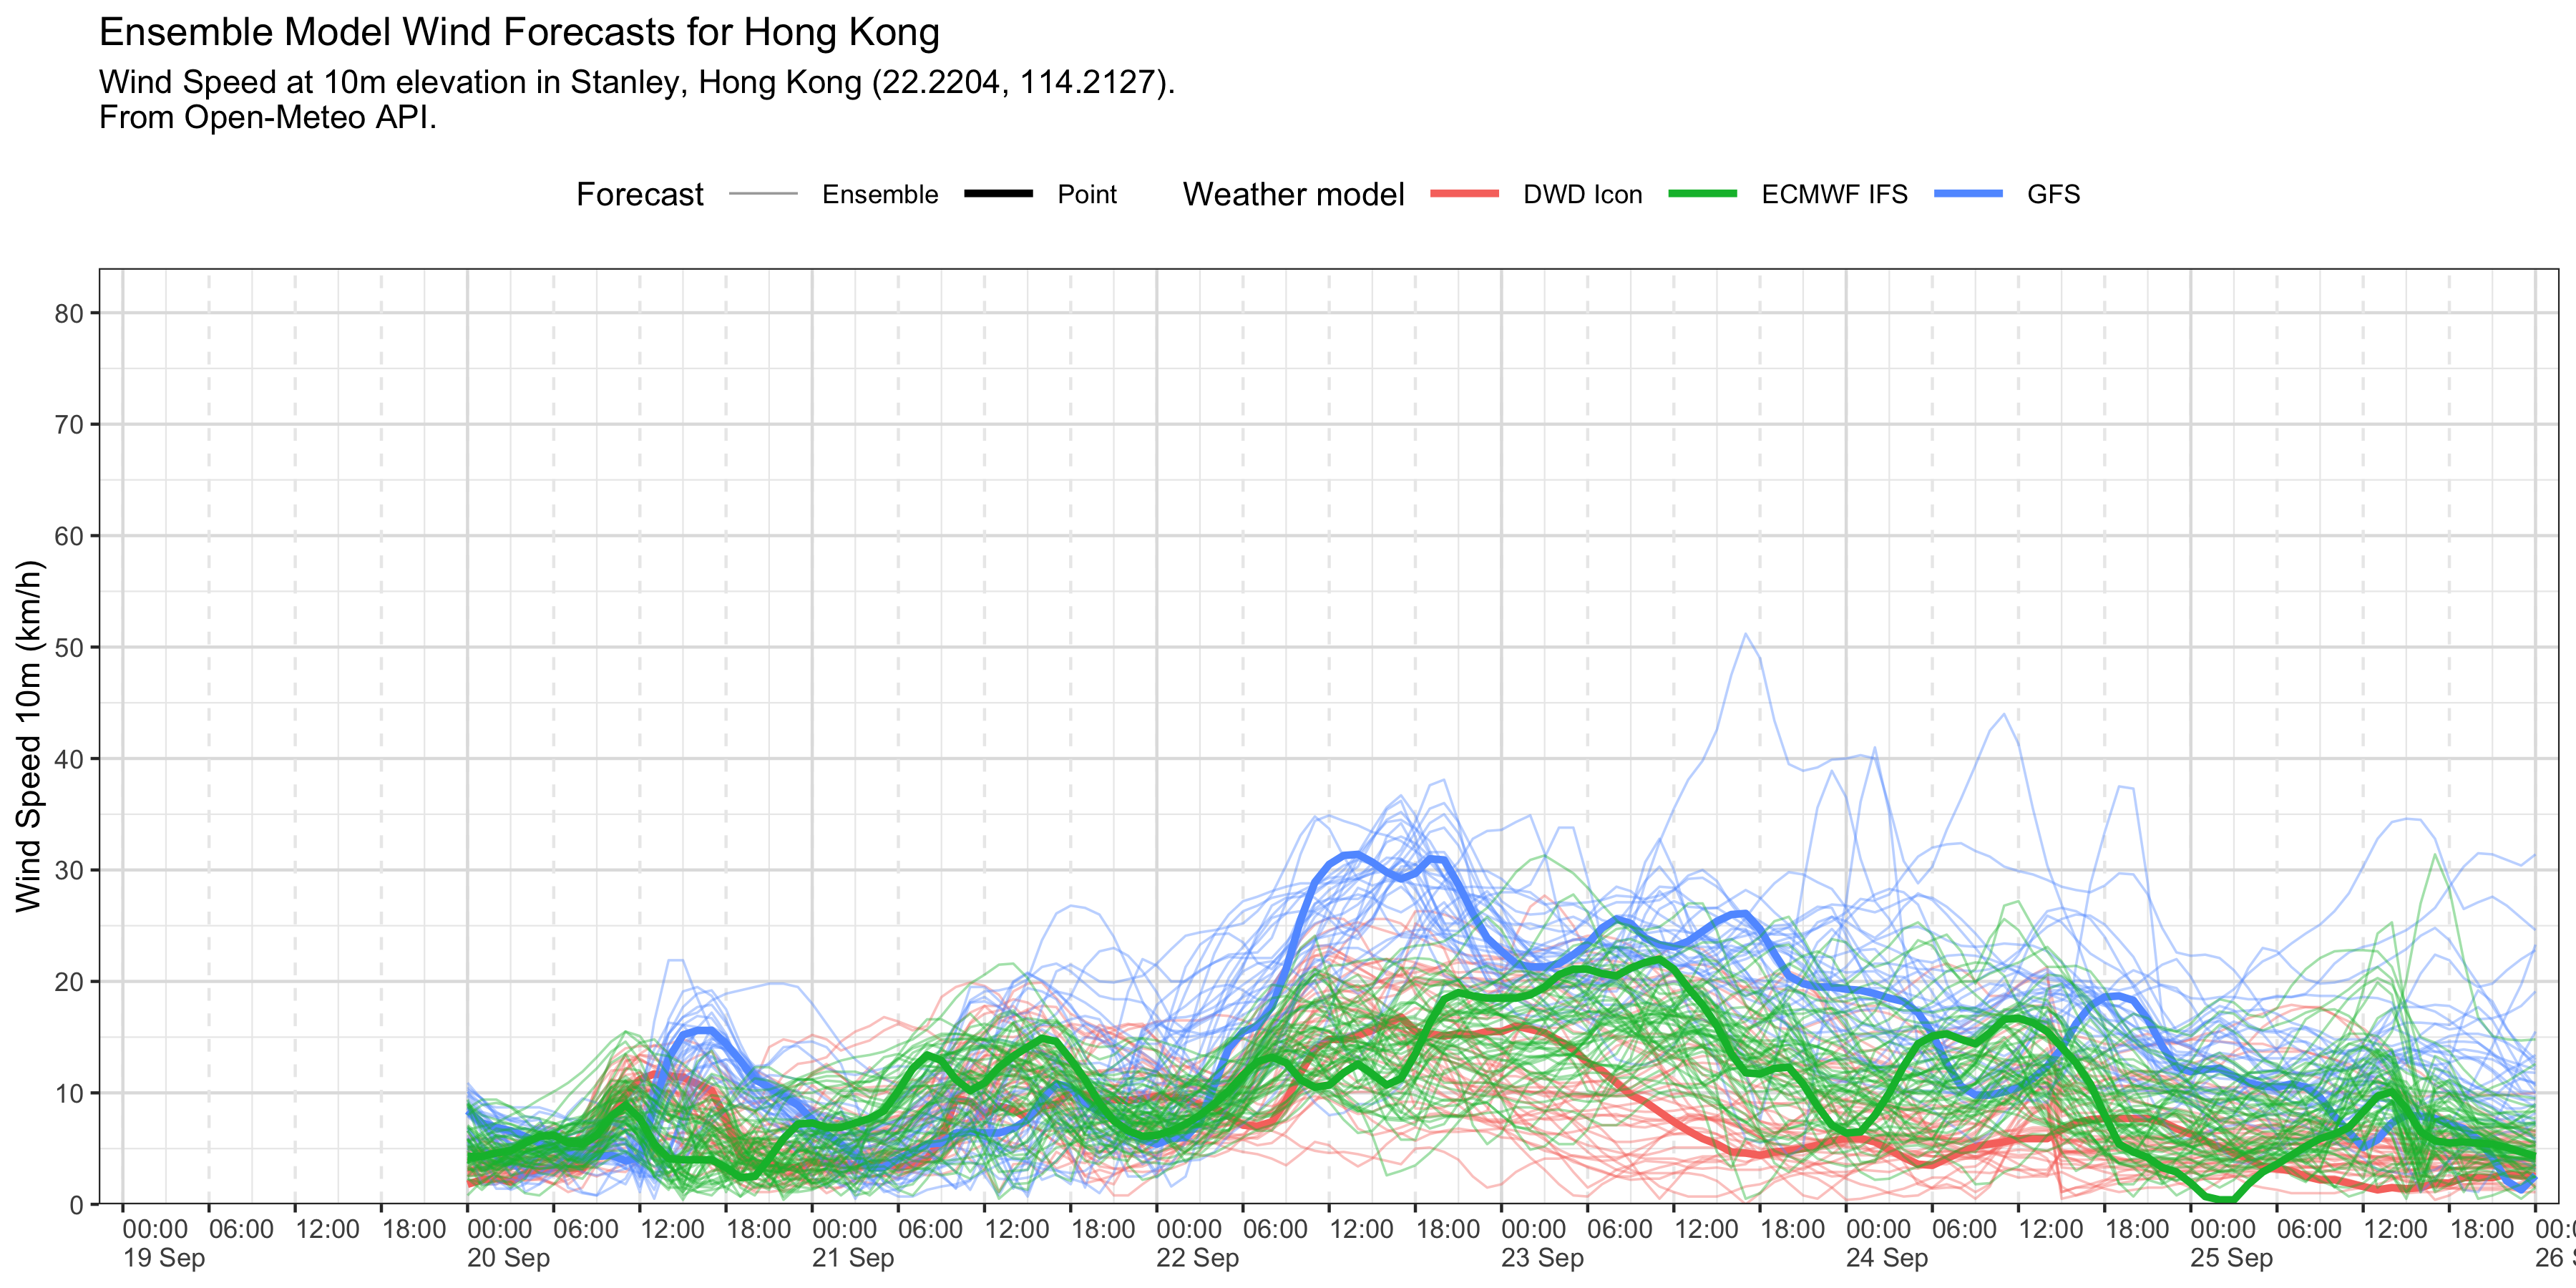 Ensemble Model Wind Forecasts for Hong Kong
Wind Speed at 10m elevation in Stanley, Hong Kong (22.2204, 114.2127).
From Open-Meteo API.
Forecast Ensemble Point Weather model DWD Icon ECMWF IFS GFS
Wind Speed 10m (km/h)
80
70
60
50
40
30
20
10
0
00:00 06:00 12:00 18:00 00:00 06:00 12:00 18:00 00:00 06:00 12:00 18:00 00:00 06:00 12:00 18:00 00:00 06:00 12:00 18:00 00:00 06:00 12:00 18:00 00:00 06:00 12:00 18:00 00:0
19 Sep 20 Sep 21 Sep 22 Sep 23 Sep 24 Sep 25 Sep 26 S